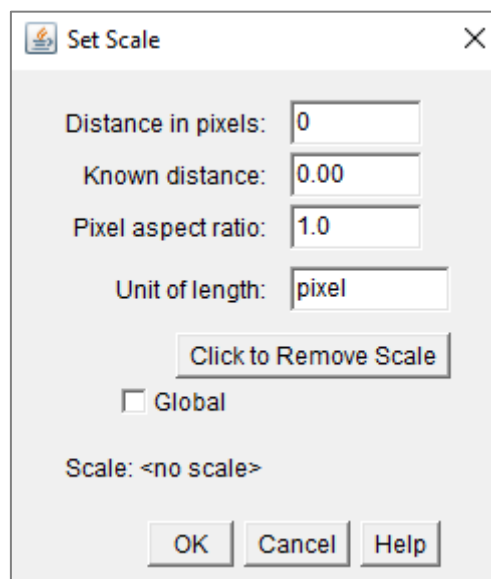 Set Scale
Distance in pixels: 0
Known distance: 0.00
Pixel aspect ratio: 1.0
Unit of length: pixel
Click to Remove Scale
Global
Scale: <no scale>
OK Cancel Help